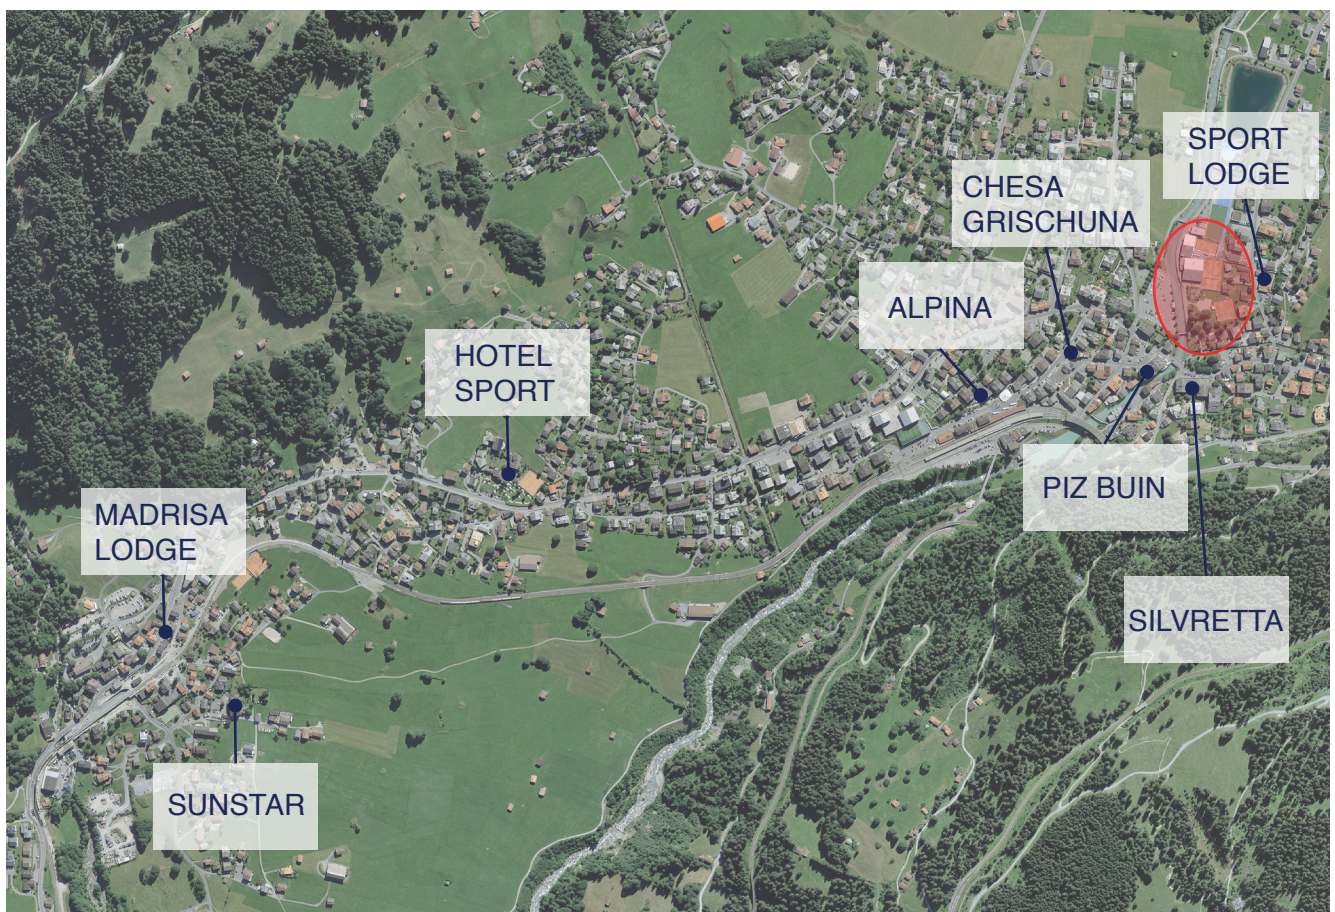 SPORT
LODGE
CHESA
GRISCHUNA
ALPINA
HOTEL
SPORT
PIZ BUIN
MADRISA
LODGE
SILVRETTA
SUNSTAR